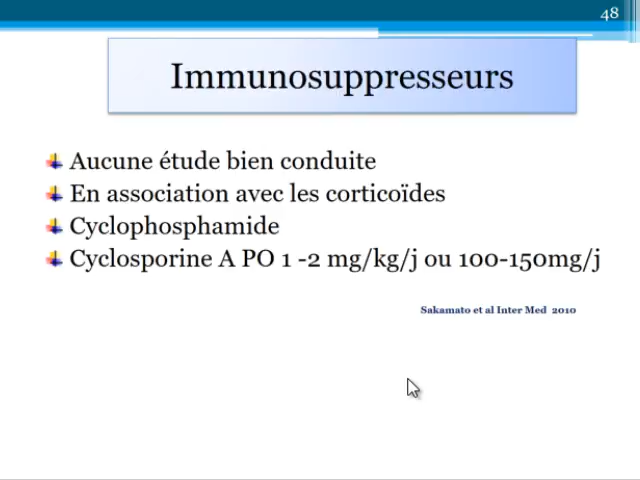 48
Immunosuppresseurs
Aucune étude bien conduite
En association avec les corticoïdes
Cyclophosphamide
Cyclosporine A PO 1 -2 mg/kg/j ou 100-150mg/j
Sakamato et al Inter Med 2010